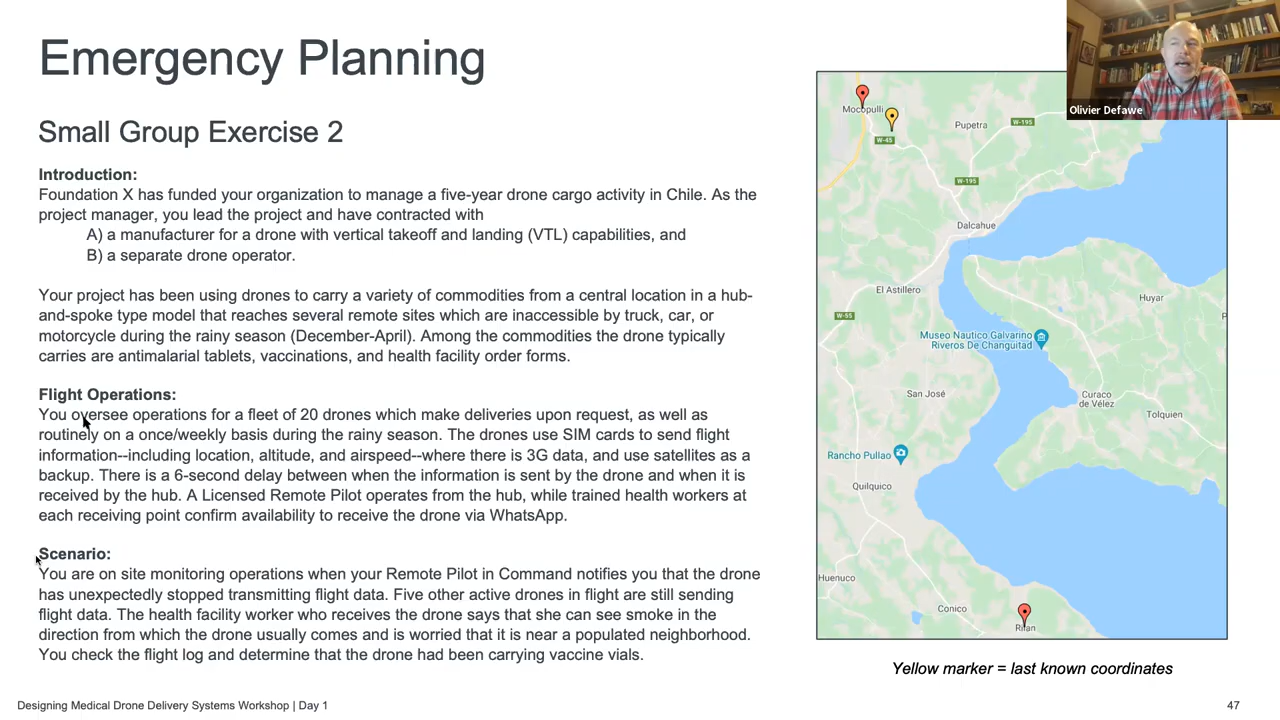 Emergency Planning
Small Group Exercise 2
Introduction:
Foundation X has funded your organization to manage a five-year drone cargo activity in Chile. As the
project manager, you lead the project and have contracted with
A) a manufacturer for a drone with vertical takeoff and landing (VTL) capabilities, and
B) a separate drone operator.
Your project has been using drones to carry a variety of commodities from a central location in a hub-
and-spoke type model that reaches several remote sites which are inaccessible by truck, car, or
motorcycle during the rainy season (December-April). Among the commodities the drone typically
carries are antimalarial tablets, vaccinations, and health facility order forms.
Flight Operations:
You oversee operations for a fleet of 20 drones which make deliveries upon request, as well as
routinely on a once/weekly basis during the rainy season. The drones use SIM cards to send flight
information--including location, altitude, and airspeed--where there is 3G data, and use satellites as a
backup. There is a 6-second delay between when the information is sent by the drone and when it is
received by the hub. A Licensed Remote Pilot operates from the hub, while trained health workers at
each receiving point confirm availability to receive the drone via WhatsApp.
Scenario:
You are on site monitoring operations when your Remote Pilot in Command notifies you that the drone
has unexpectedly stopped transmitting flight data. Five other active drones in flight are still sending
flight data. The health facility worker who receives the drone says that she can see smoke in the
direction from which the drone usually comes and is worried that it is near a populated neighborhood.
You check the flight log and determine that the drone had been carrying vaccine vials.
Olivier Defawe
Mocopulli
W-195
Pupetra
W-45
W-195
Dalcahue
El Astillero
Huyar
W-55
Museo Nautico Galvarino
Riveros De Changuitad
San José
Curaco
de Vélez
Tolquien
Rancho Pullao
Quilquico
Huenuco
Conico
Rilan
Yellow marker = last known coordinates
Designing Medical Drone Delivery Systems Workshop | Day 1
47